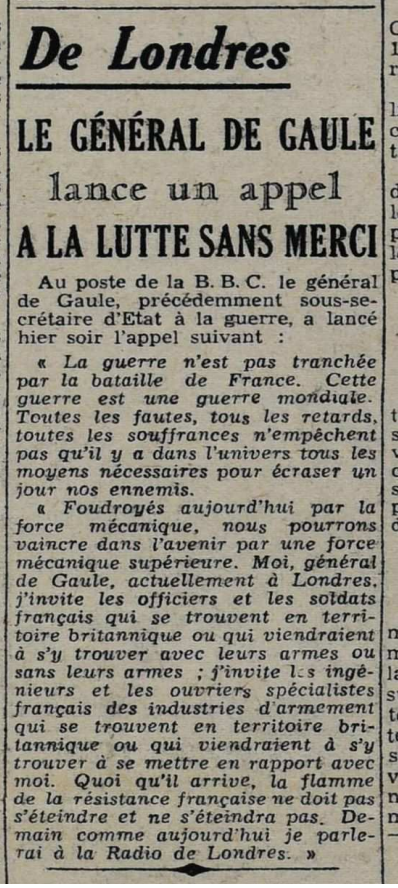 De Londres
LE GÉNÉRAL DE GAULE
lance un appel
A LA LUTTE SANS MERCI
Au poste de la B. B. C. le général
de Gaule, précédemment sous-se-
crétaire d'Etat à la guerre, a lancé
hier soir l'appel suivant :
« La guerre n'est pas tranchée
par la bataille de France. Cette
guerre est une guerre mondiale.
Toutes les fautes, tous les retards,
toutes les souffrances n'empêchent
pas qu'il y a dans l'univers tous les
moyens nécessaires pour écraser un
jour nos ennemis.
« Foudroyés aujourd'hui par la
force mécanique, nous pourrons
vaincre dans l'avenir par une force
mécanique supérieure. Moi, général
de Gaule, actuellement à Londres,
j'invite les officiers et les soldats
français qui se trouvent en terri-
toire britannique ou qui viendraient
à s'y trouver avec leurs armes ou
sans leurs armes ; j'invite les ingé-
nieurs et les ouvriers spécialistes
français des industries d'armement
qui se trouvent en territoire bri-
tannique ou qui viendraient à s'y
trouver à se mettre en rapport avec
moi. Quoi qu'il arrive, la flamme
de la résistance française ne doit pas
s'éteindre et ne s'éteindra pas. De-
main comme aujourd'hui je parle-
rai à la Radio de Londres. »